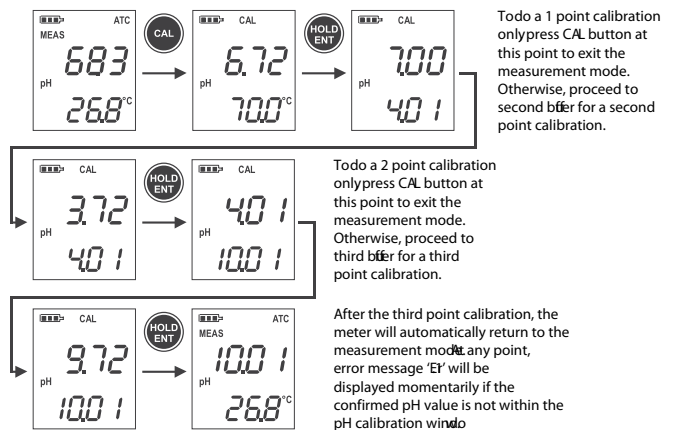 ATC
MEAS
683
pH
26.8°C
CAL
CAL
6.72
pH
70.0°C
HOLD
ENT
CAL
7.00
pH
4.01
Todo a 1 point calibration
onlypress CAL button at
this point to exit the
measurement mode.
Otherwise, proceed to
second bffer for a second
point calibration.
CAL
3.72
pH
4.01
HOLD
ENT
CAL
4.01
pH
10.01
Todo a 2 point calibration
onlypress CAL button at
this point to exit the
measurement mode.
Otherwise, proceed to
third bffer for a third
point calibration.
CAL
9.72
pH
10.01
HOLD
ENT
ATC
MEAS
10.01
pH
26.8°C
After the third point calibration, the
meter will automatically return to the
measurement mode. At any point,
error message ‘Er1’ will be
displayed momentarily if the
confirmed pH value is not within the
pH calibration window.